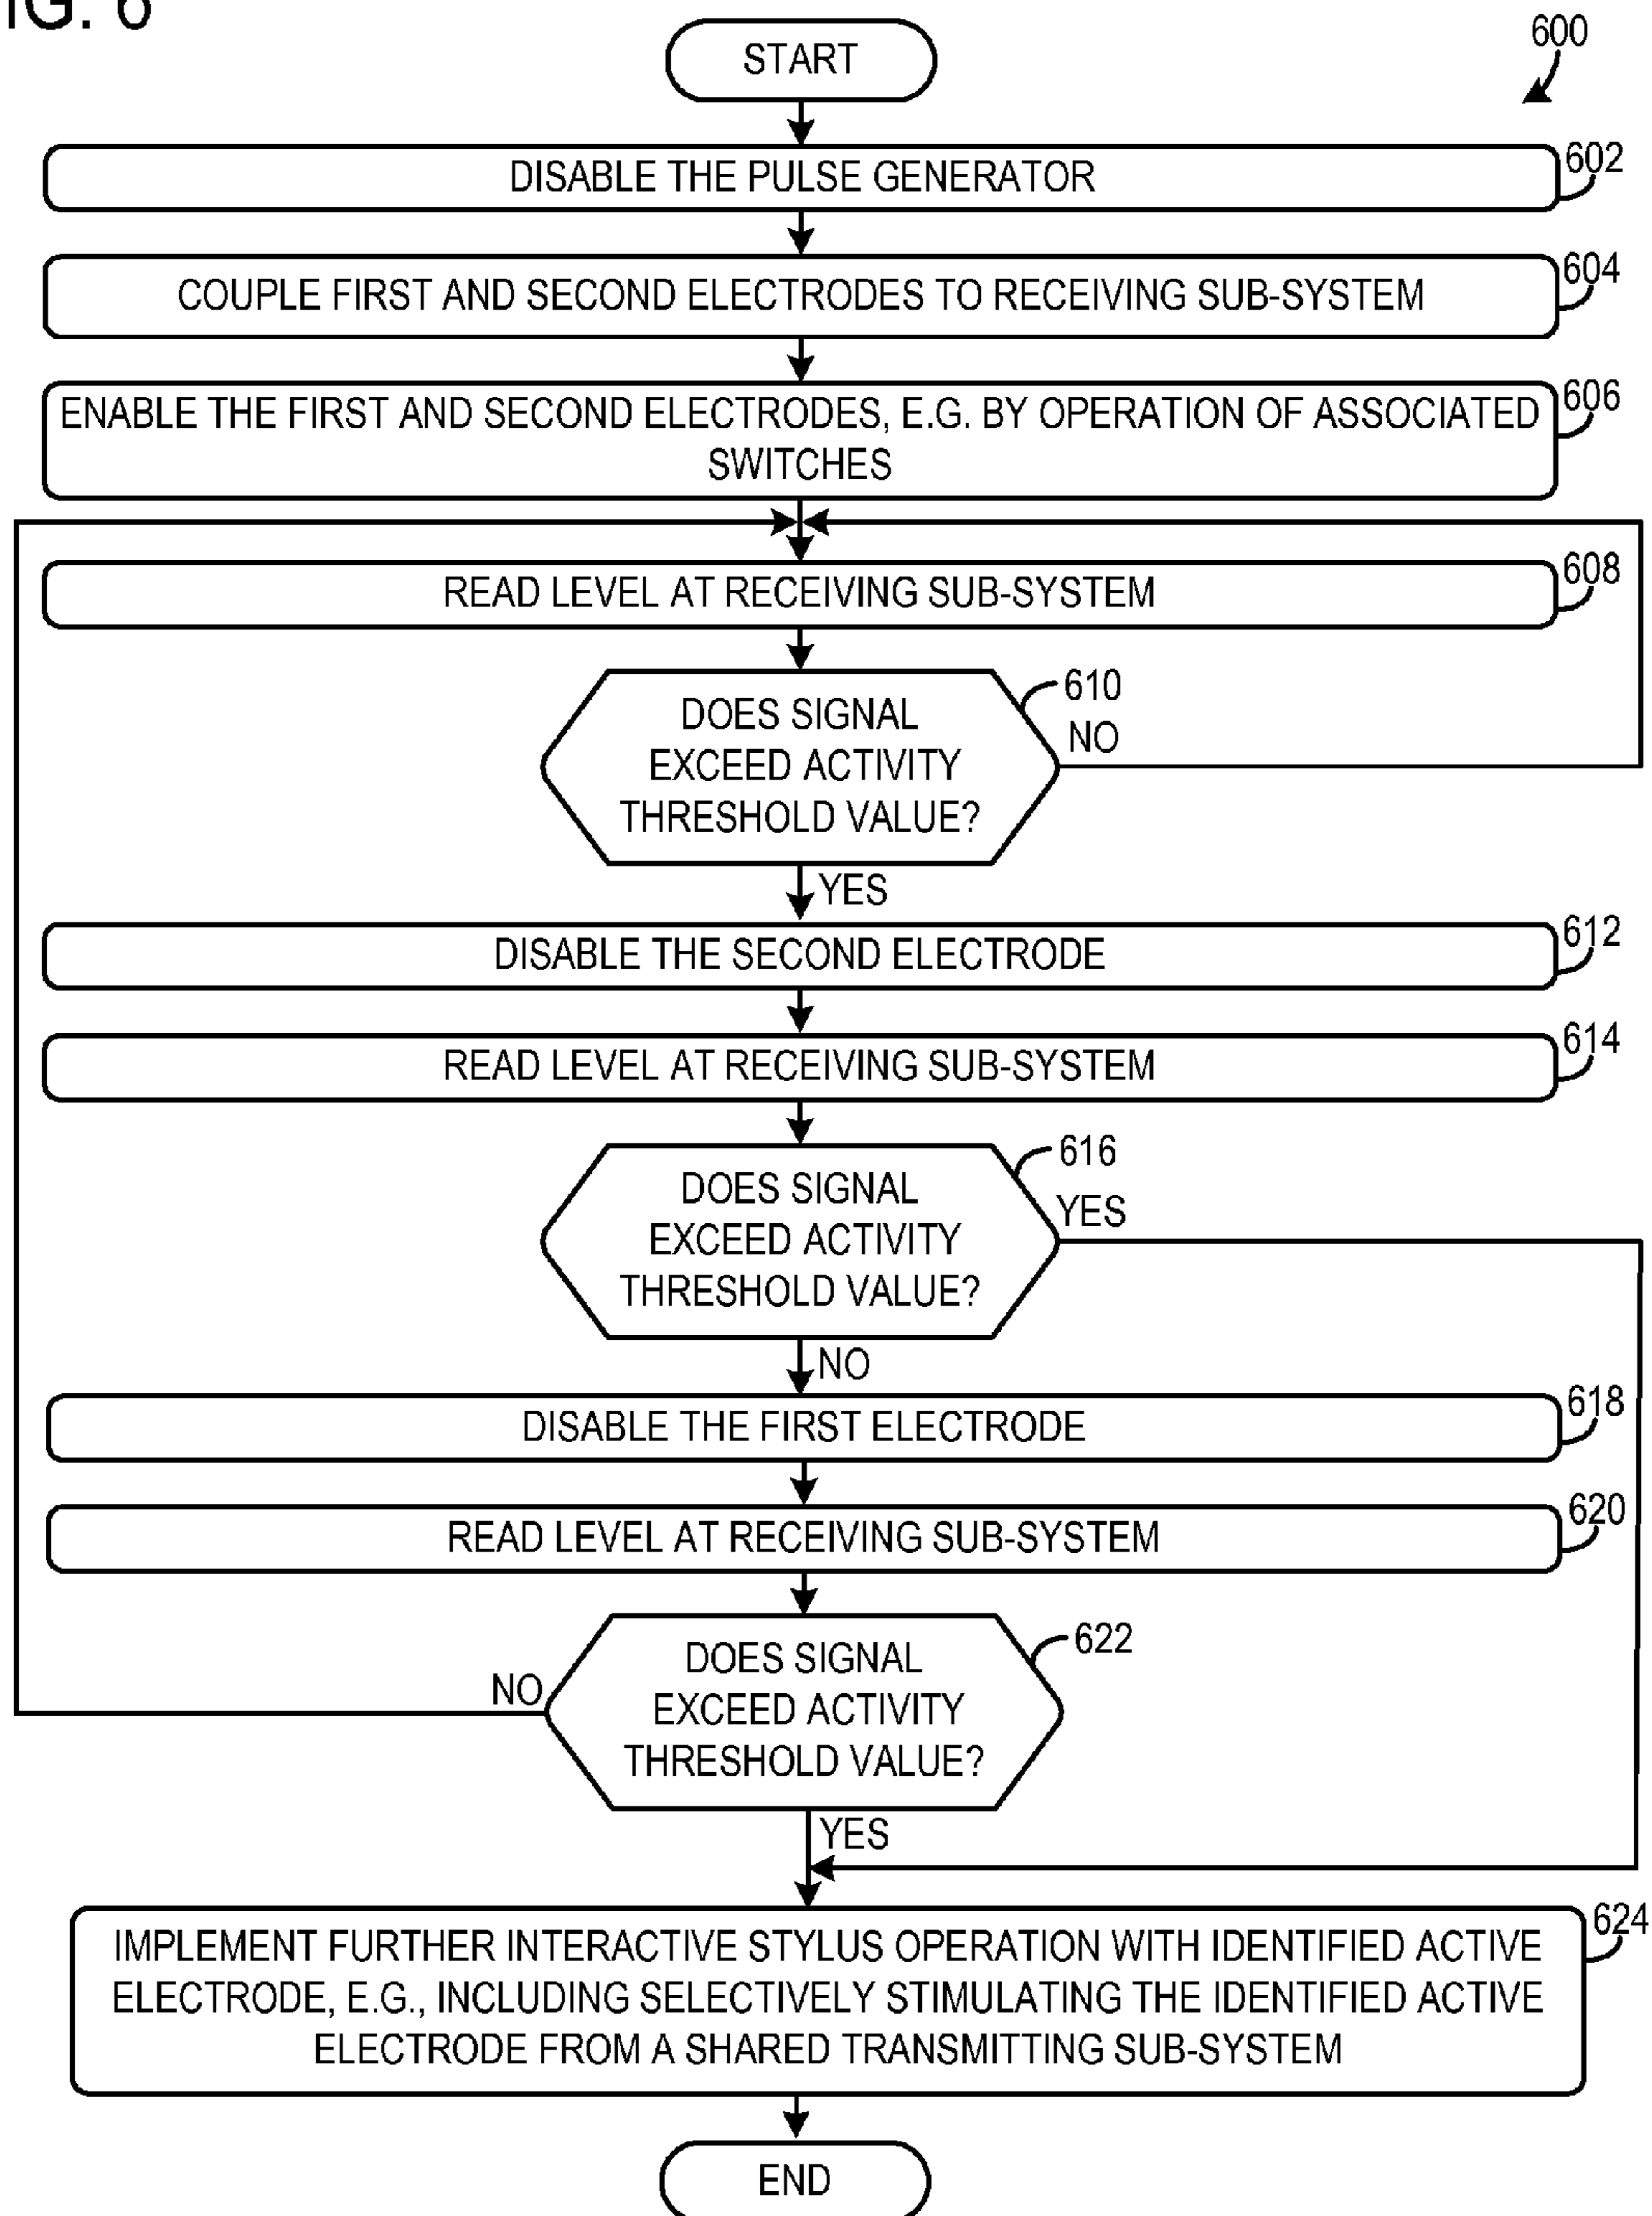 IG. 6
600
START
DISABLE THE PULSE GENERATOR
602
COUPLE FIRST AND SECOND ELECTRODES TO RECEIVING SUB-SYSTEM
604
ENABLE THE FIRST AND SECOND ELECTRODES, E.G. BY OPERATION OF ASSOCIATED
SWITCHES
606
READ LEVEL AT RECEIVING SUB-SYSTEM
608
DOES SIGNAL
EXCEED ACTIVITY
THRESHOLD VALUE?
610
NO
YES
DISABLE THE SECOND ELECTRODE
612
READ LEVEL AT RECEIVING SUB-SYSTEM
614
DOES SIGNAL
EXCEED ACTIVITY
THRESHOLD VALUE?
616
YES
NO
DISABLE THE FIRST ELECTRODE
618
READ LEVEL AT RECEIVING SUB-SYSTEM
620
DOES SIGNAL
EXCEED ACTIVITY
THRESHOLD VALUE?
622
NO
YES
IMPLEMENT FURTHER INTERACTIVE STYLUS OPERATION WITH IDENTIFIED ACTIVE
ELECTRODE, E.G., INCLUDING SELECTIVELY STIMULATING THE IDENTIFIED ACTIVE
ELECTRODE FROM A SHARED TRANSMITTING SUB-SYSTEM
624
END